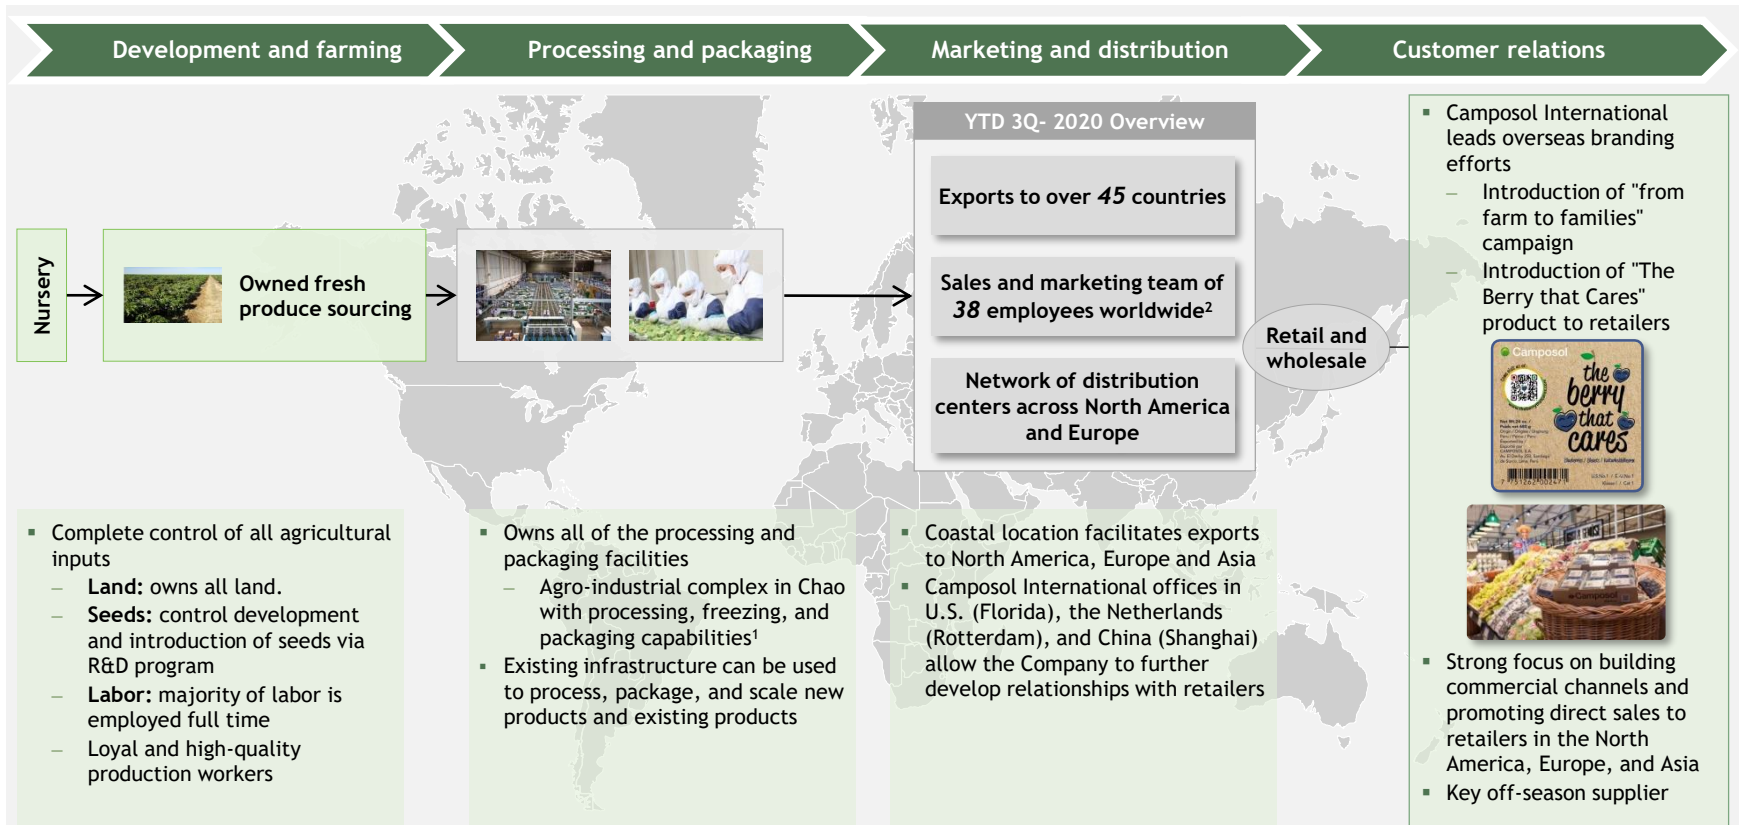 Development and farming
Processing and packaging
Marketing and distribution
Customer relations
Nursery
Owned fresh
produce sourcing
YTD 3Q- 2020 Overview
Exports to over 45 countries
Sales and marketing team of
38 employees worldwide²
Network of distribution
centers across North America
and Europe
Retail and
wholesale
▪ Complete control of all agricultural
inputs
– Land: owns all land.
– Seeds: control development
and introduction of seeds via
R&D program
– Labor: majority of labor is
employed full time
– Loyal and high-quality
production workers
▪ Owns all of the processing and
packaging facilities
– Agro-industrial complex in Chao
with processing, freezing, and
packaging capabilities¹
▪ Existing infrastructure can be used
to process, package, and scale new
products and existing products
▪ Coastal location facilitates exports
to North America, Europe and Asia
▪ Camposol International offices in
U.S. (Florida), the Netherlands
(Rotterdam), and China (Shanghai)
allow the Company to further
develop relationships with retailers
▪ Camposol International
leads overseas branding
efforts
– Introduction of "from
farm to families"
campaign
– Introduction of "The
Berry that Cares"
product to retailers
Camposol
the
berry
that
cares
Camposol
▪ Strong focus on building
commercial channels and
promoting direct sales to
retailers in the North
America, Europe, and Asia
▪ Key off-season supplier